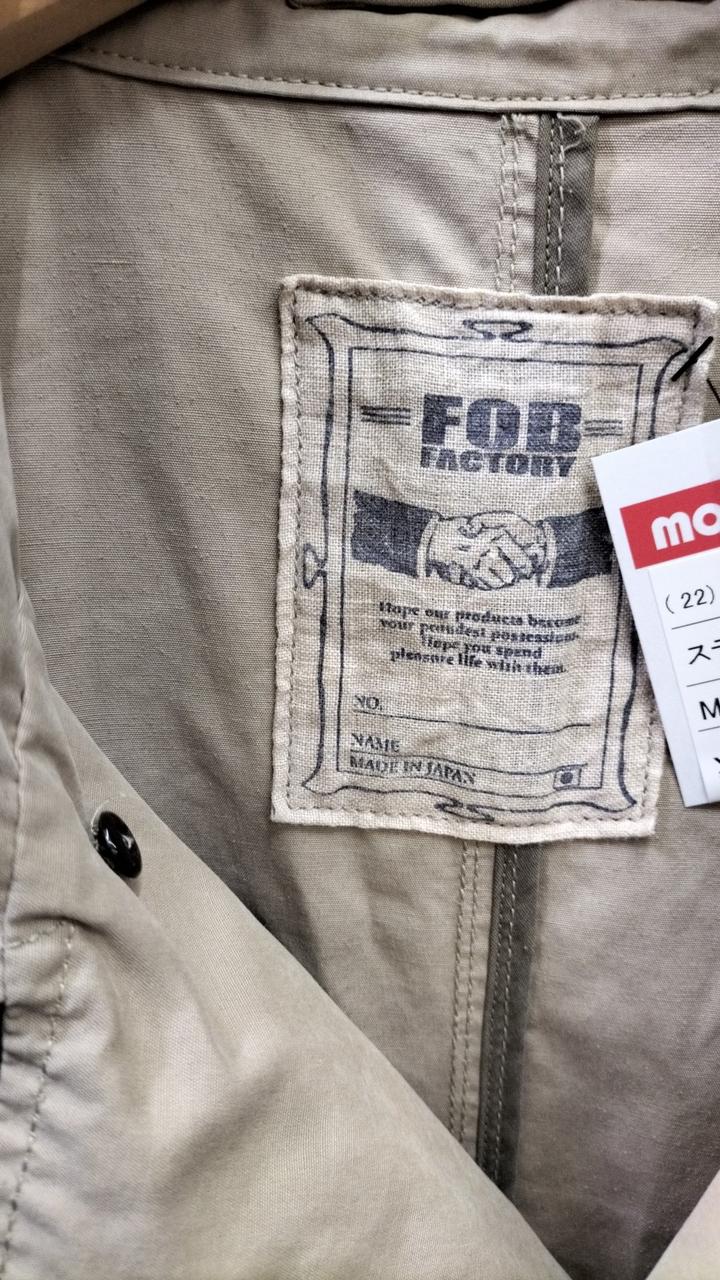 FOB
FACTORY
Hope our products become
your proudest possessions.
Hope you spend
pleasure life with them.
NO.
NAME
MADE IN JAPAN
mo
(22)
ス
M